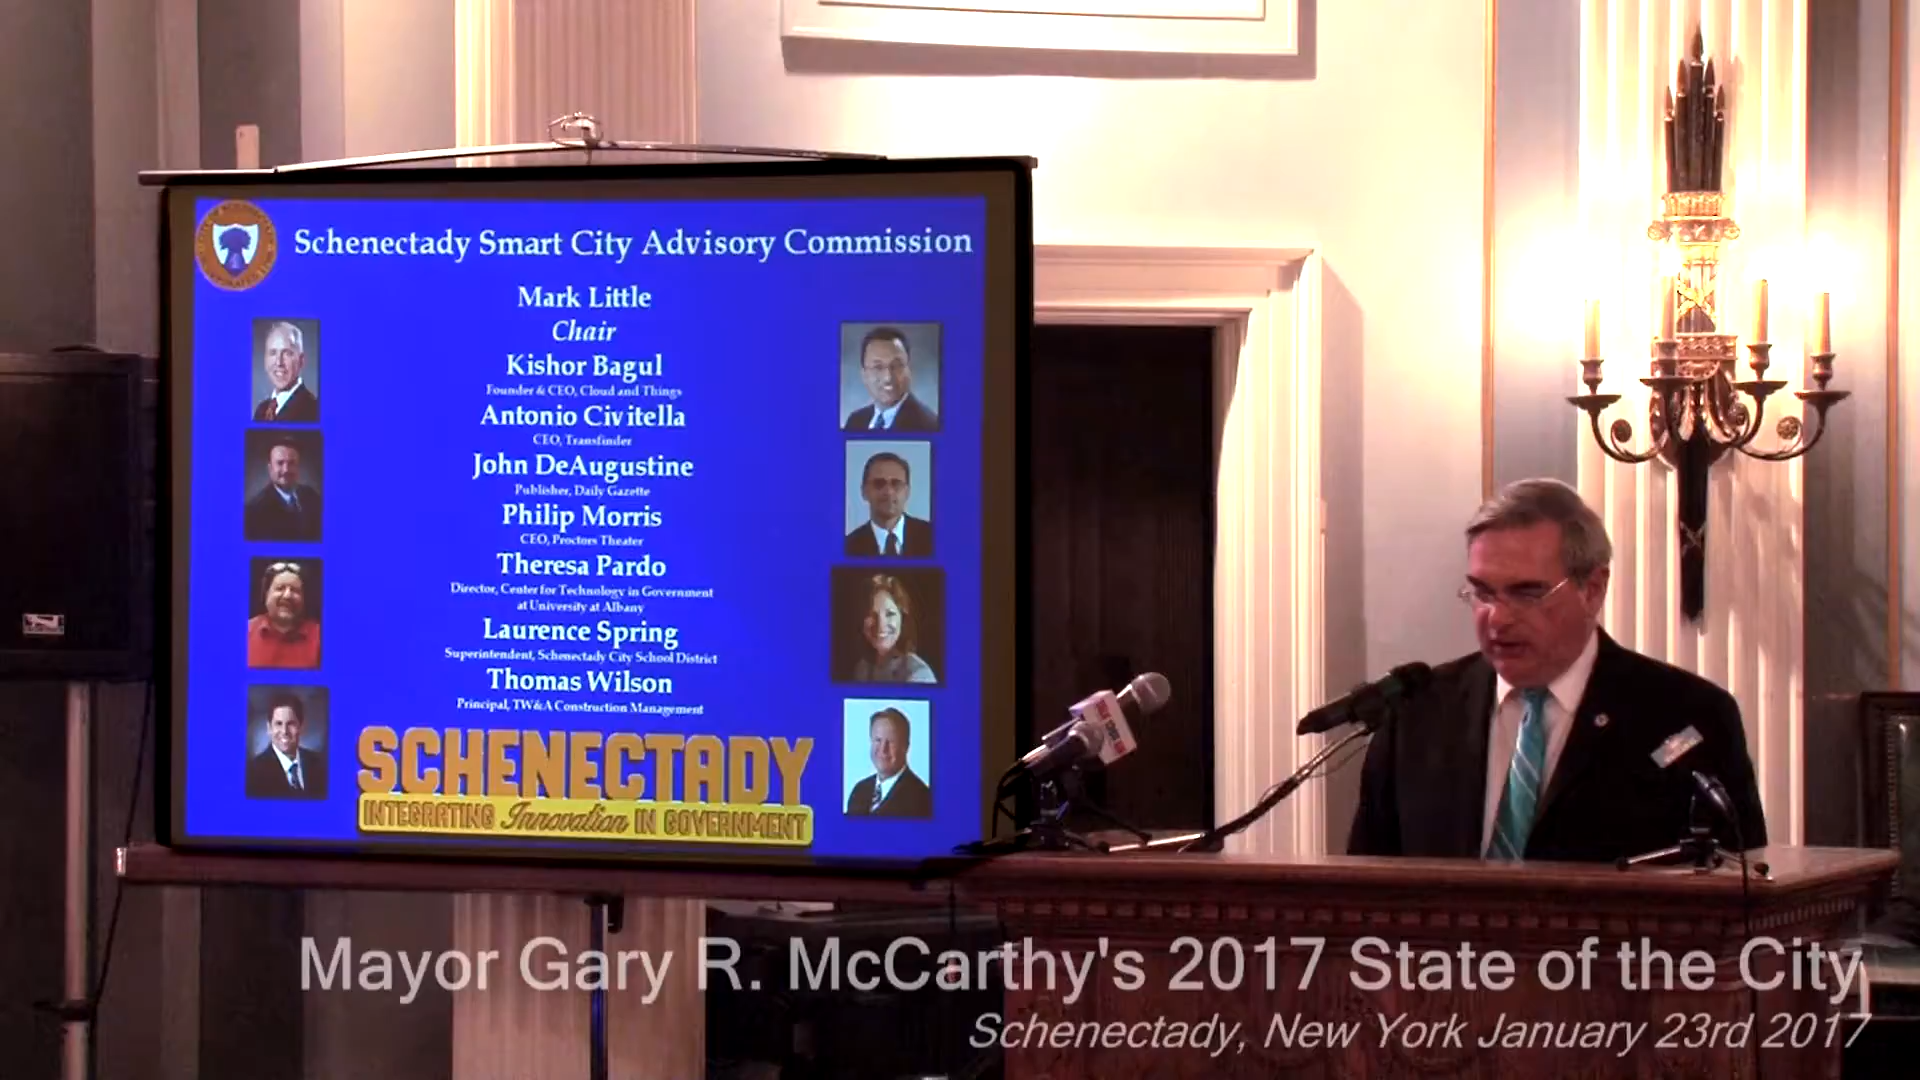 Schenectady Smart City Advisory Commission
Mark Little
Chair
Kishor Bagul
Founder & CEO, Cloud and Things
Antonio Civitella
CEO, Transfinder
John DeAugustine
Publisher, Daily Gazette
Philip Morris
CEO, Proctors Theater
Theresa Pardo
Director, Center for Technology in Government
at University at Albany
Laurence Spring
Superintendent, Schenectady City School District
Thomas Wilson
Principal, TW&A Construction Management
SCHENECTADY
INTEGRATING Innovation IN GOVERNMENT
Mayor Gary R. McCarthy's 2017 State of the City
Schenectady, New York January 23rd 2017